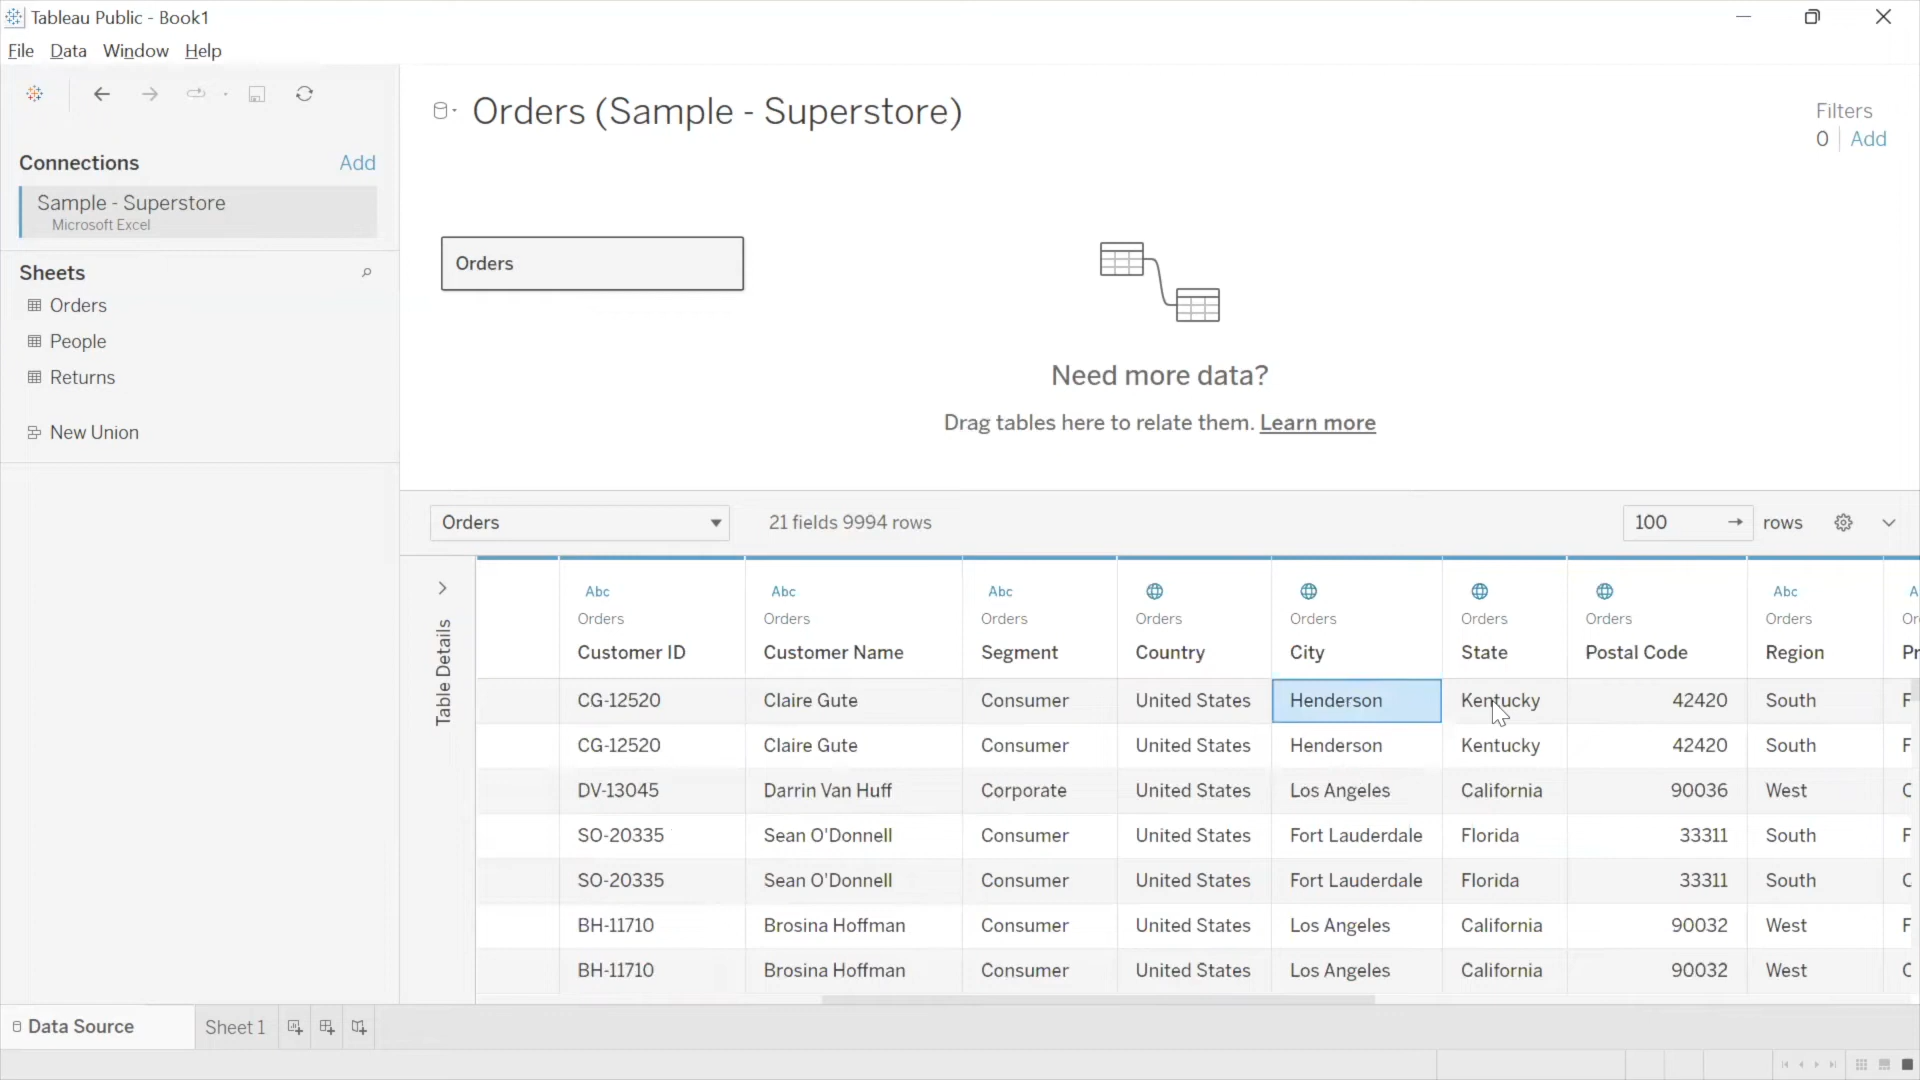 Tableau Public - Book1
File Data Window Help
Connections Add
Sample - Superstore
Microsoft Excel
Sheets
Orders
People
Returns
New Union
Orders (Sample - Superstore)
Filters
0 Add
Orders
Need more data?
Drag tables here to relate them. Learn more
Orders 21 fields 9994 rows 100 rows
Table Details
Abc Abc Abc Abc
Orders Orders Orders Orders Orders Orders Orders Orders
Customer ID Customer Name Segment Country City State Postal Code Region
CG-12520 Claire Gute Consumer United States Henderson Kentucky 42420 South
CG-12520 Claire Gute Consumer United States Henderson Kentucky 42420 South
DV-13045 Darrin Van Huff Corporate United States Los Angeles California 90036 West
SO-20335 Sean O'Donnell Consumer United States Fort Lauderdale Florida 33311 South
SO-20335 Sean O'Donnell Consumer United States Fort Lauderdale Florida 33311 South
BH-11710 Brosina Hoffman Consumer United States Los Angeles California 90032 West
BH-11710 Brosina Hoffman Consumer United States Los Angeles California 90032 West
Data Source Sheet 1